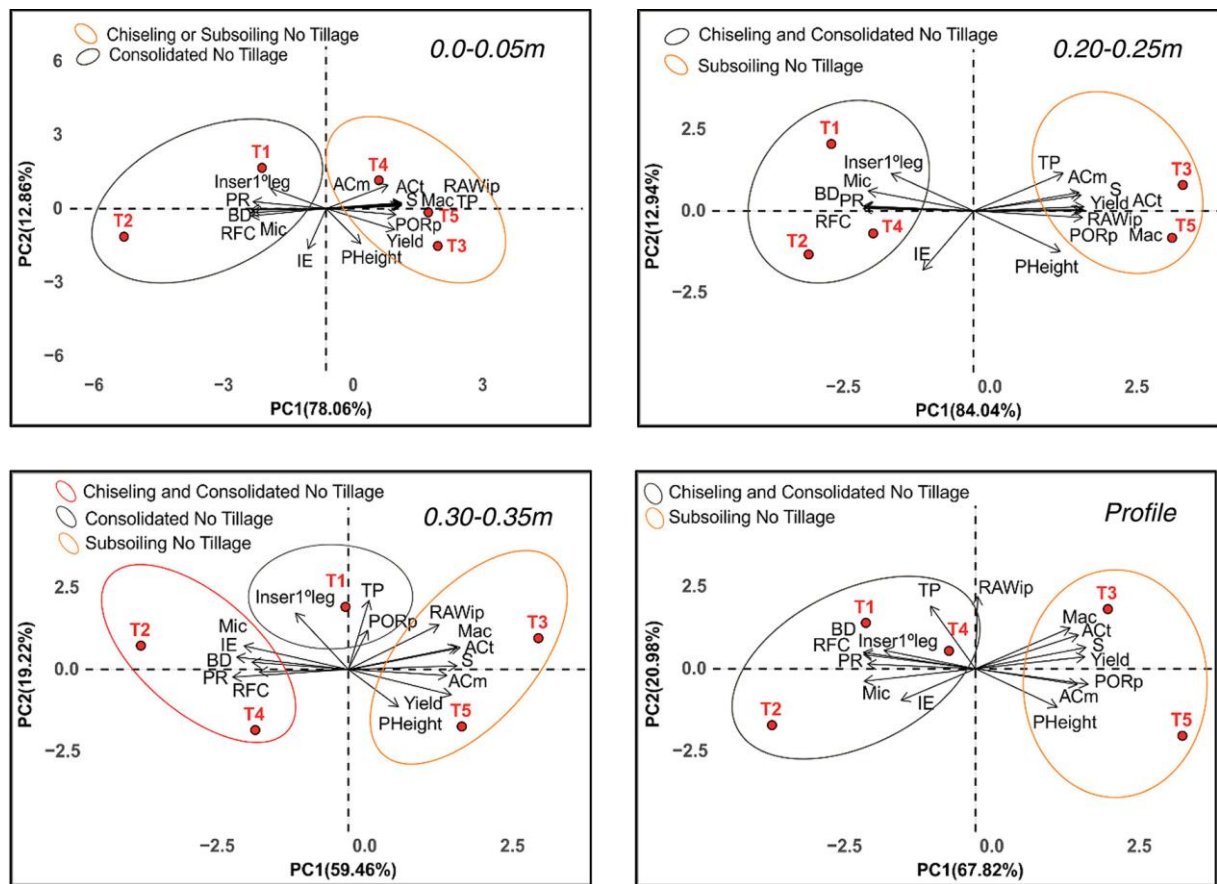 Chiseling or Subsoiling No Tillage
Consolidated No Tillage
0.0-0.05m
6
3
0
−3
−6
PC2(12.86%)
T1
T2
T4
T5
T3
Inser1ºleg
PR
BD
RFC
Mic
IE
ACm
ACt
RAWip
S
Mac
TP
PORp
Yield
PHeight
−6
−3
0
3
PC1(78.06%)
Chiseling and Consolidated No Tillage
Subsoiling No Tillage
0.20-0.25m
2.5
0.0
−2.5
PC2(12.94%)
T1
T2
T4
T3
T5
Inser1ºleg
Mic
BD
PR
RFC
IE
TP
ACm
S
Yield
ACt
RAWip
PORp
Mac
PHeight
−2.5
0.0
2.5
PC1(84.04%)
Chiseling and Consolidated No Tillage
Consolidated No Tillage
Subsoiling No Tillage
0.30-0.35m
2.5
0.0
−2.5
PC2(19.22%)
T1
T2
T4
T3
T5
Inser1ºleg
TP
PORp
Mic
IE
BD
PR
RFC
RAWip
Mac
ACt
S
ACm
Yield
PHeight
−2.5
0.0
2.5
PC1(59.46%)
Chiseling and Consolidated No Tillage
Subsoiling No Tillage
Profile
2.5
0.0
−2.5
PC2(20.98%)
T1
T2
T4
T3
T5
TP
RAWip
BD
RFC
Inser1ºleg
PR
Mic
IE
Mac
ACt
S
Yield
PORp
ACm
PHeight
−2.5
0.0
2.5
PC1(67.82%)